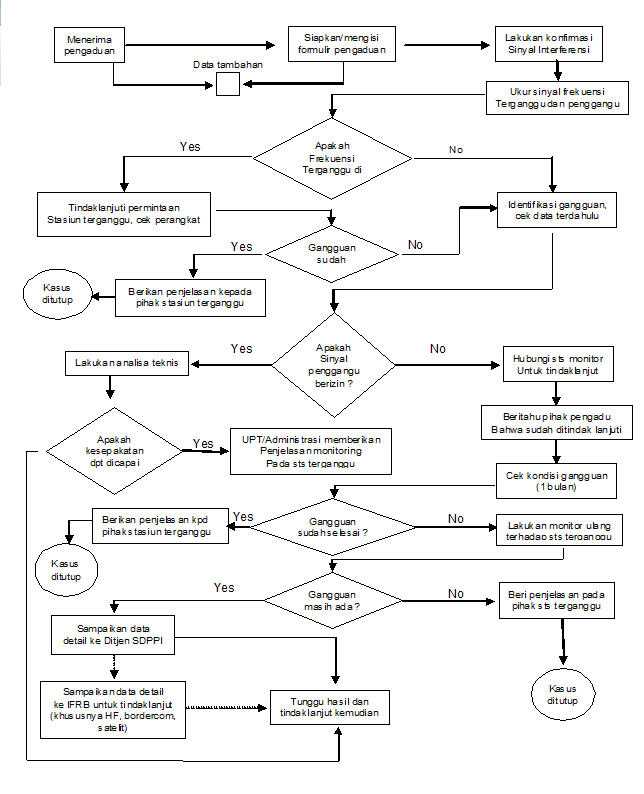 Menerima
pengaduan
Siapkan/mengisi
formulir pengaduan
Lakukan konfirmasi
Sinyal Interferensi
Data tambahan
Ukur sinyal frekuensi
Terganggu dan penggangu
Apakah
Frekuensi
Terganggu di
Yes
No
Tindaklanjuti permintaan
Stasiun terganggu, cek perangkat
Identifikasi gangguan,
cek data terdahulu
Gangguan
sudah
Yes
No
Kasus
ditutup
Berikan penjelasan kepada
pihak stasiun terganggu
Apakah
Sinyal
penggangu
berizin ?
Yes
No
Lakukan analisa teknis
Hubungi sts monitor
Untuk tindaklanjut
Beritahu pihak pengadu
Bahwa sudah ditindak lanjuti
Apakah
kesepakatan
dpt dicapai
Yes
UPT/Administrasi memberikan
Penjelasan monitoring
Pada sts terganggu
Cek kondisi gangguan
(1 bulan)
Berikan penjelasan kpd
pihak stasiun terganggu
Yes
Gangguan
sudah selesai ?
No
Lakukan monitor ulang
terhadap sts terganggu
Kasus
ditutup
Yes
Gangguan
masih ada?
No
Beri penjelasan pada
pihak sts terganggu
Sampaikan data
detail ke Ditjen SDPPI
Sampaikan data detail
ke IFRB untuk tindaklanjut
(khususnya HF, bordercom,
satelit)
Tunggu hasil dan
tindaklanjut kemudian
Kasus
ditutup